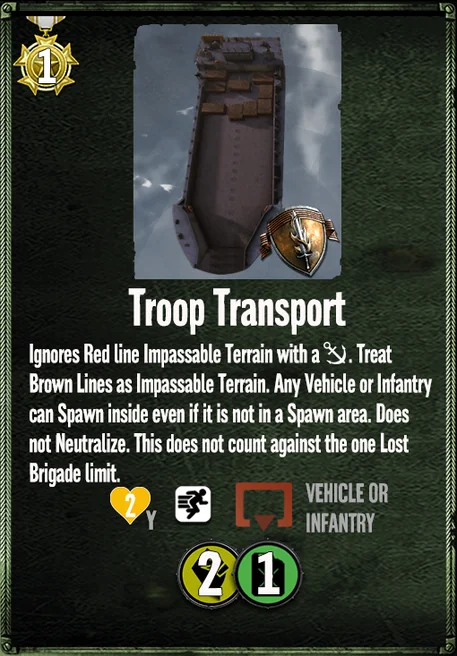 1
Troop Transport
Ignores Red line Impassable Terrain with a ⚓. Treat
Brown Lines as Impassable Terrain. Any Vehicle or Infantry
can Spawn inside even if it is not in a Spawn area. Does
not Neutralize. This does not count against the one Lost
Brigade limit.
2 Y VEHICLE OR
INFANTRY
2 1